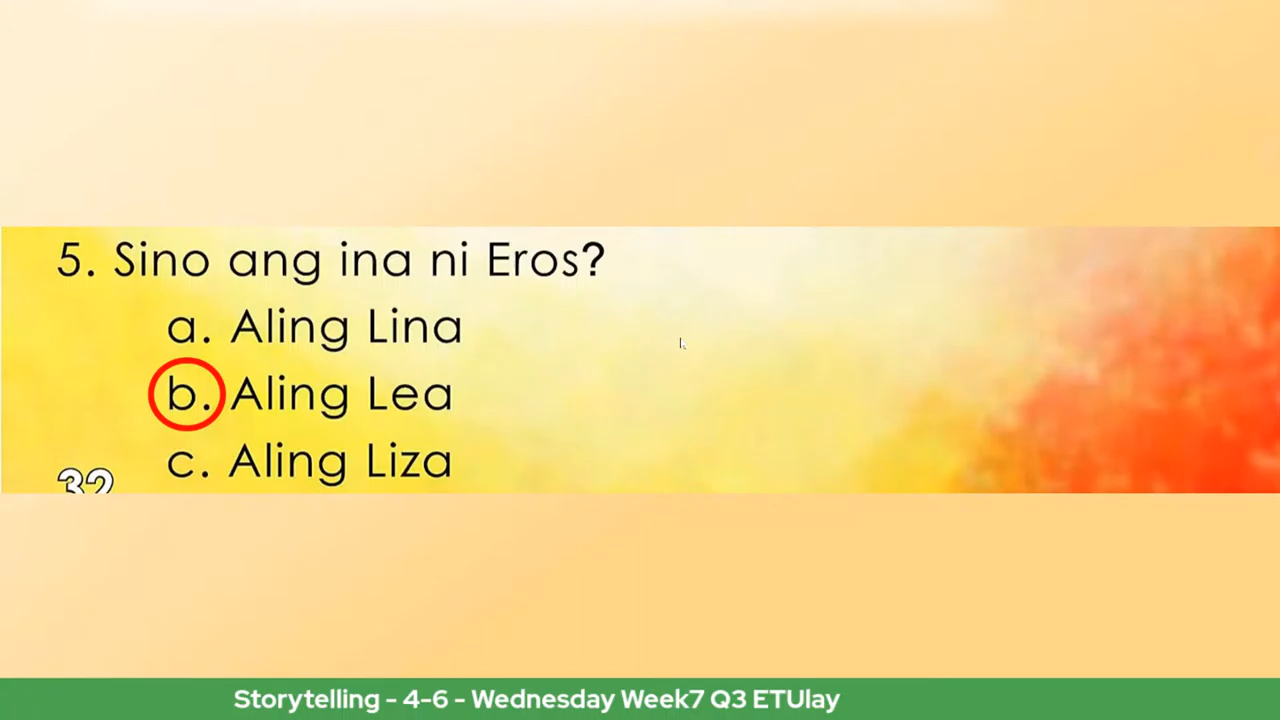 5. Sino ang ina ni Eros?
a. Aling Lina
b. Aling Lea
c. Aling Liza
32
Storytelling - 4-6 - Wednesday Week7 Q3 ETUlay